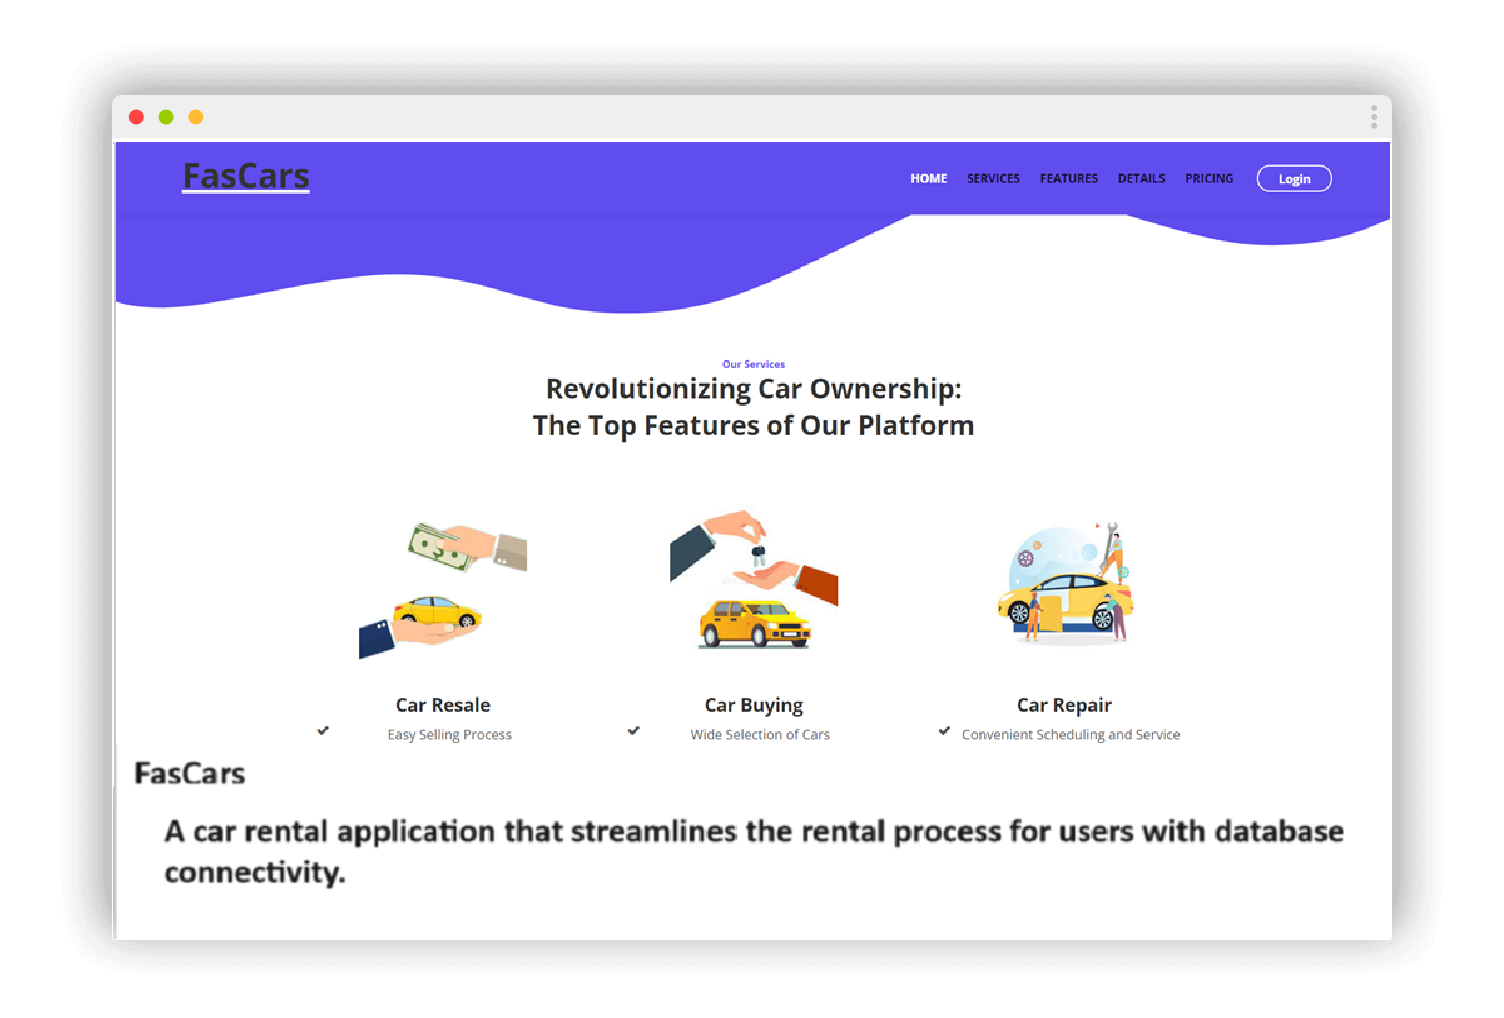 FasCars
HOME SERVICES FEATURES DETAILS PRICING Login
Our Services
Revolutionizing Car Ownership:
The Top Features of Our Platform
Car Resale
Easy Selling Process
Car Buying
Wide Selection of Cars
Car Repair
Convenient Scheduling and Service
FasCars
A car rental application that streamlines the rental process for users with database
connectivity.